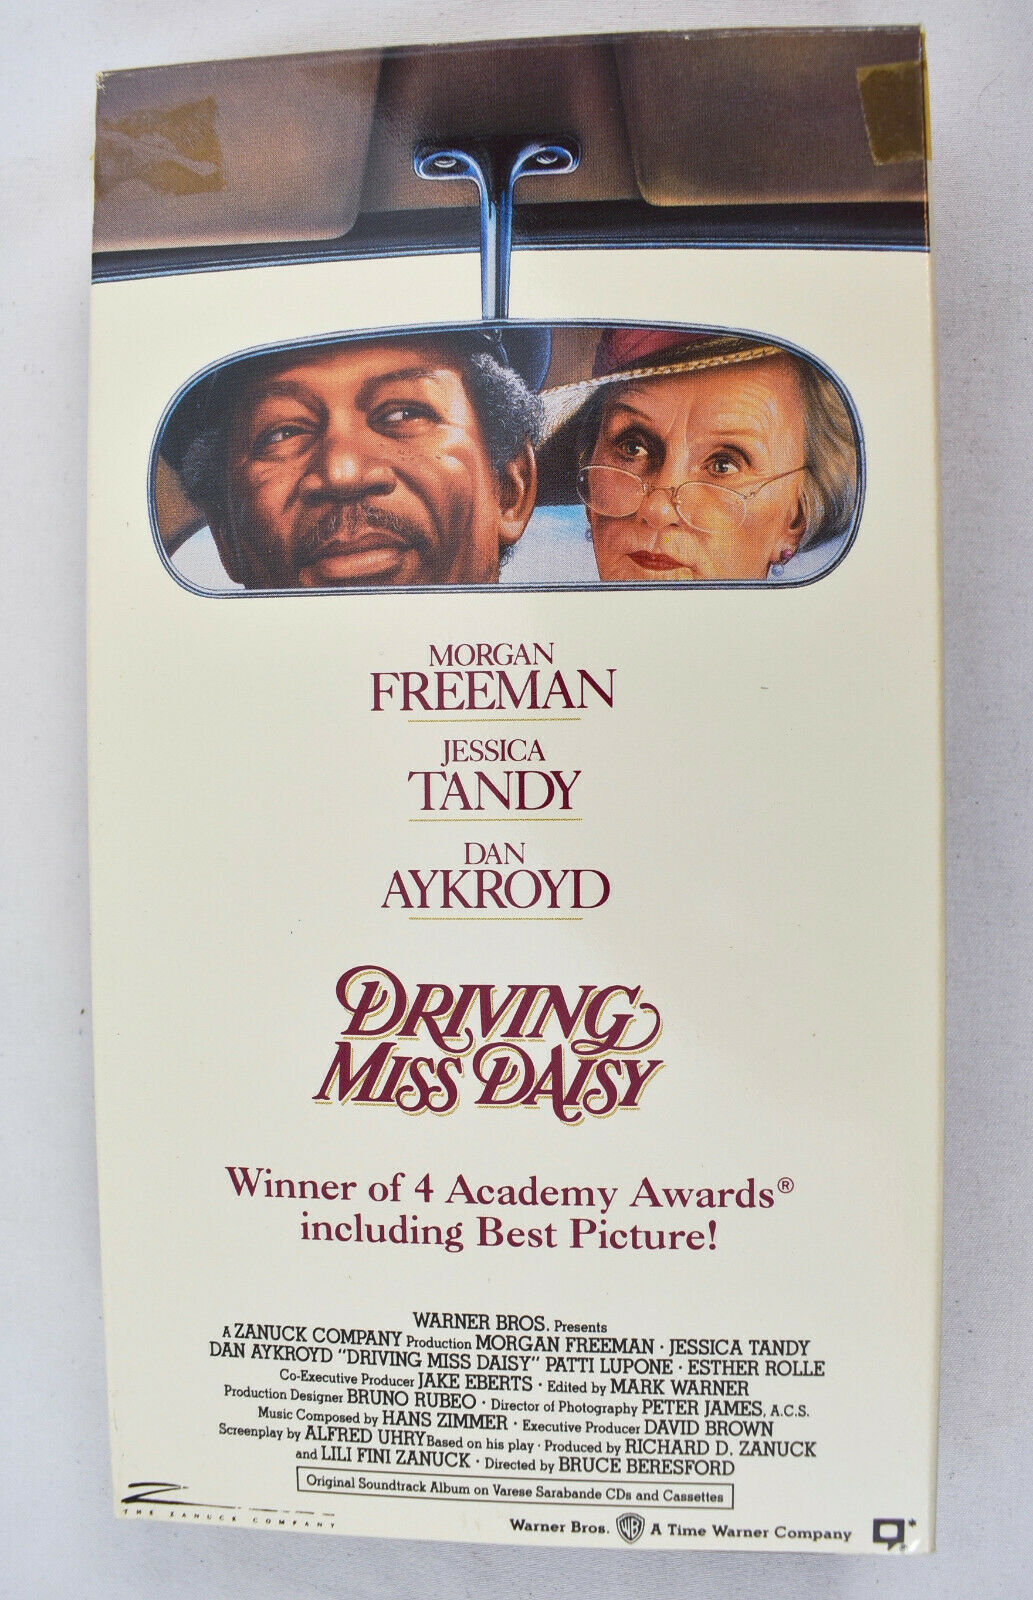 MORGAN
FREEMAN
JESSICA
TANDY
DAN
AYKROYD
DRIVING
MISS DAISY
Winner of 4 Academy Awards®
including Best Picture!
WARNER BROS. Presents
A ZANUCK COMPANY Production MORGAN FREEMAN · JESSICA TANDY
DAN AYKROYD "DRIVING MISS DAISY" PATTI LUPONE · ESTHER ROLLE
Co-Executive Producer JAKE EBERTS · Edited by MARK WARNER
Production Designer BRUNO RUBEO · Director of Photography PETER JAMES, A.C.S.
Music Composed by HANS ZIMMER · Executive Producer DAVID BROWN
Screenplay by ALFRED UHRY Based on his play · Produced by RICHARD D. ZANUCK
and LILI FINI ZANUCK · Directed by BRUCE BERESFORD
Original Soundtrack Album on Varese Sarabande CDs and Cassettes
THE ZANUCK COMPANY
Warner Bros. WB A Time Warner Company